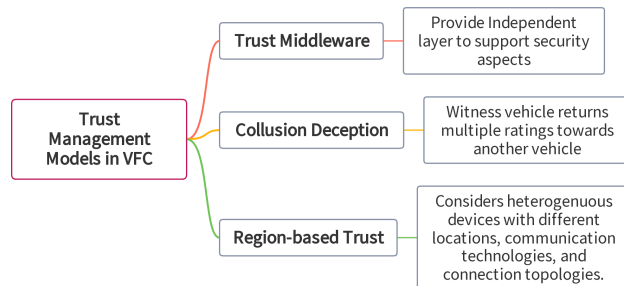 Trust
Management
Models in VFC
Trust Middleware
Provide Independent
layer to support security
aspects
Collusion Deception
Witness vehicle returns
multiple ratings towards
another vehicle
Region-based Trust
Considers heterogenuous
devices with different
locations, communication
technologies, and
connection topologies.